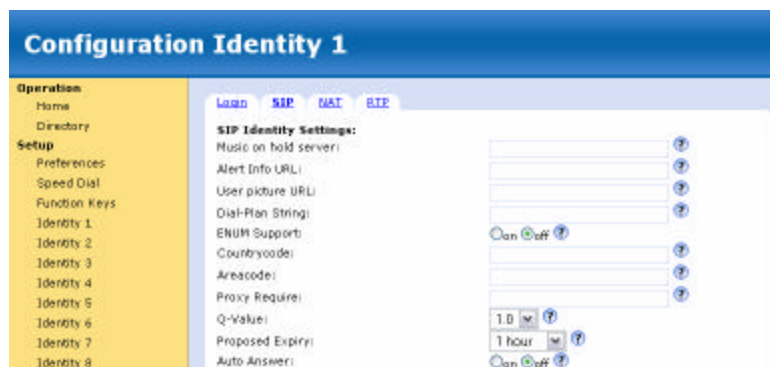 Configuration Identity 1
Operation
Home
Directory
Setup
Preferences
Speed Dial
Function Keys
Identity 1
Identity 2
Identity 3
Identity 4
Identity 5
Identity 6
Identity 7
Identity 8
Login SIP NAT RTP
SIP Identity Settings:
Music on hold server:
Alert Info URL:
User picture URL:
Dial-Plan String:
ENUM Support: on off
Countrycode:
Areacode:
Proxy Require:
Q-Value: 1.0
Proposed Expiry: 1 hour
Auto Answer: on off